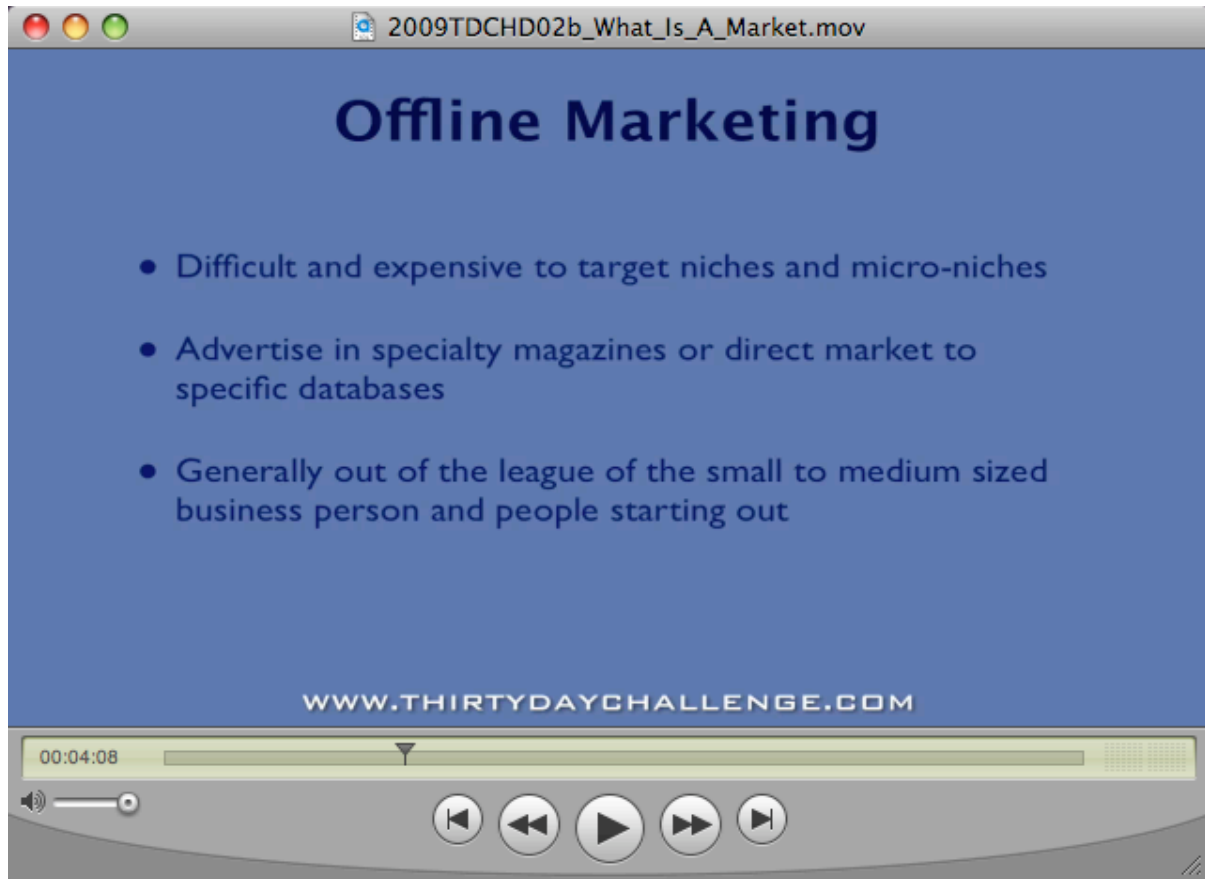 2009TDCHD02b_What_Is_A_Market.mov
Offline Marketing
• Difficult and expensive to target niches and micro-niches
• Advertise in specialty magazines or direct market to
specific databases
• Generally out of the league of the small to medium sized
business person and people starting out
WWW.THIRTYDAYCHALLENGE.COM
00:04:08